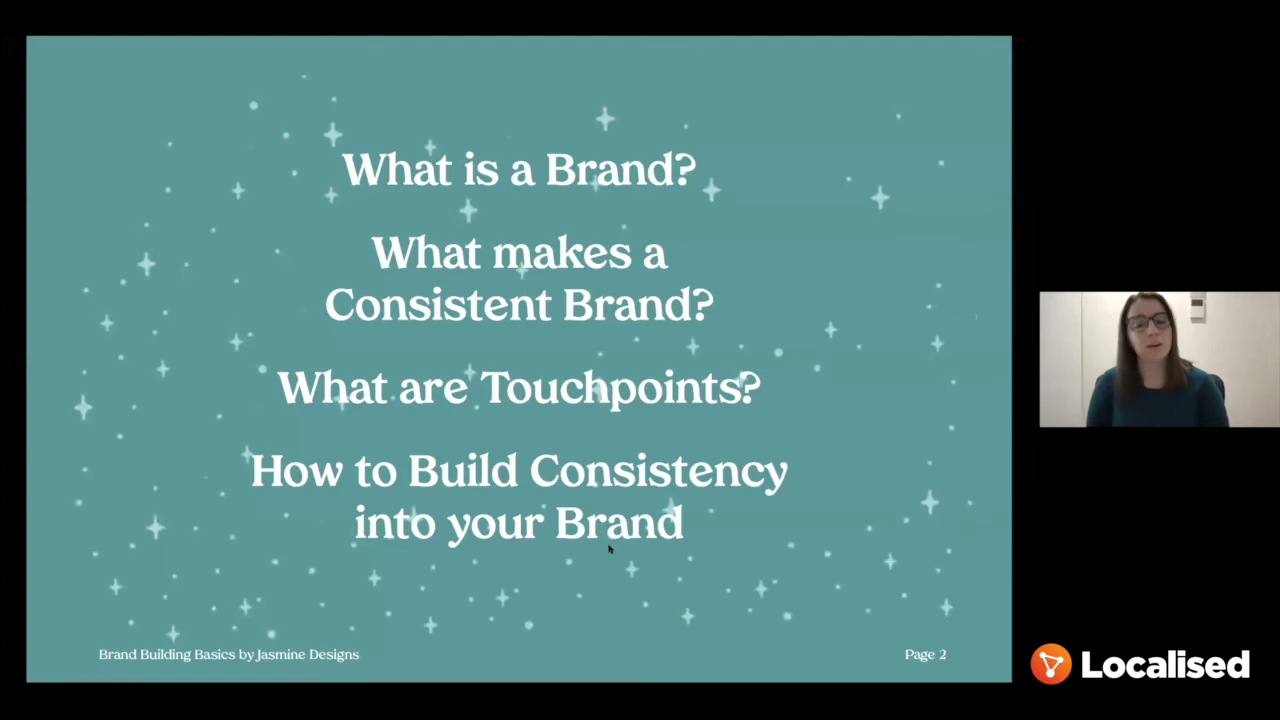 What is a Brand?
What makes a
Consistent Brand?
What are Touchpoints?
How to Build Consistency
into your Brand
Brand Building Basics by Jasmine Designs
Page 2
Localised